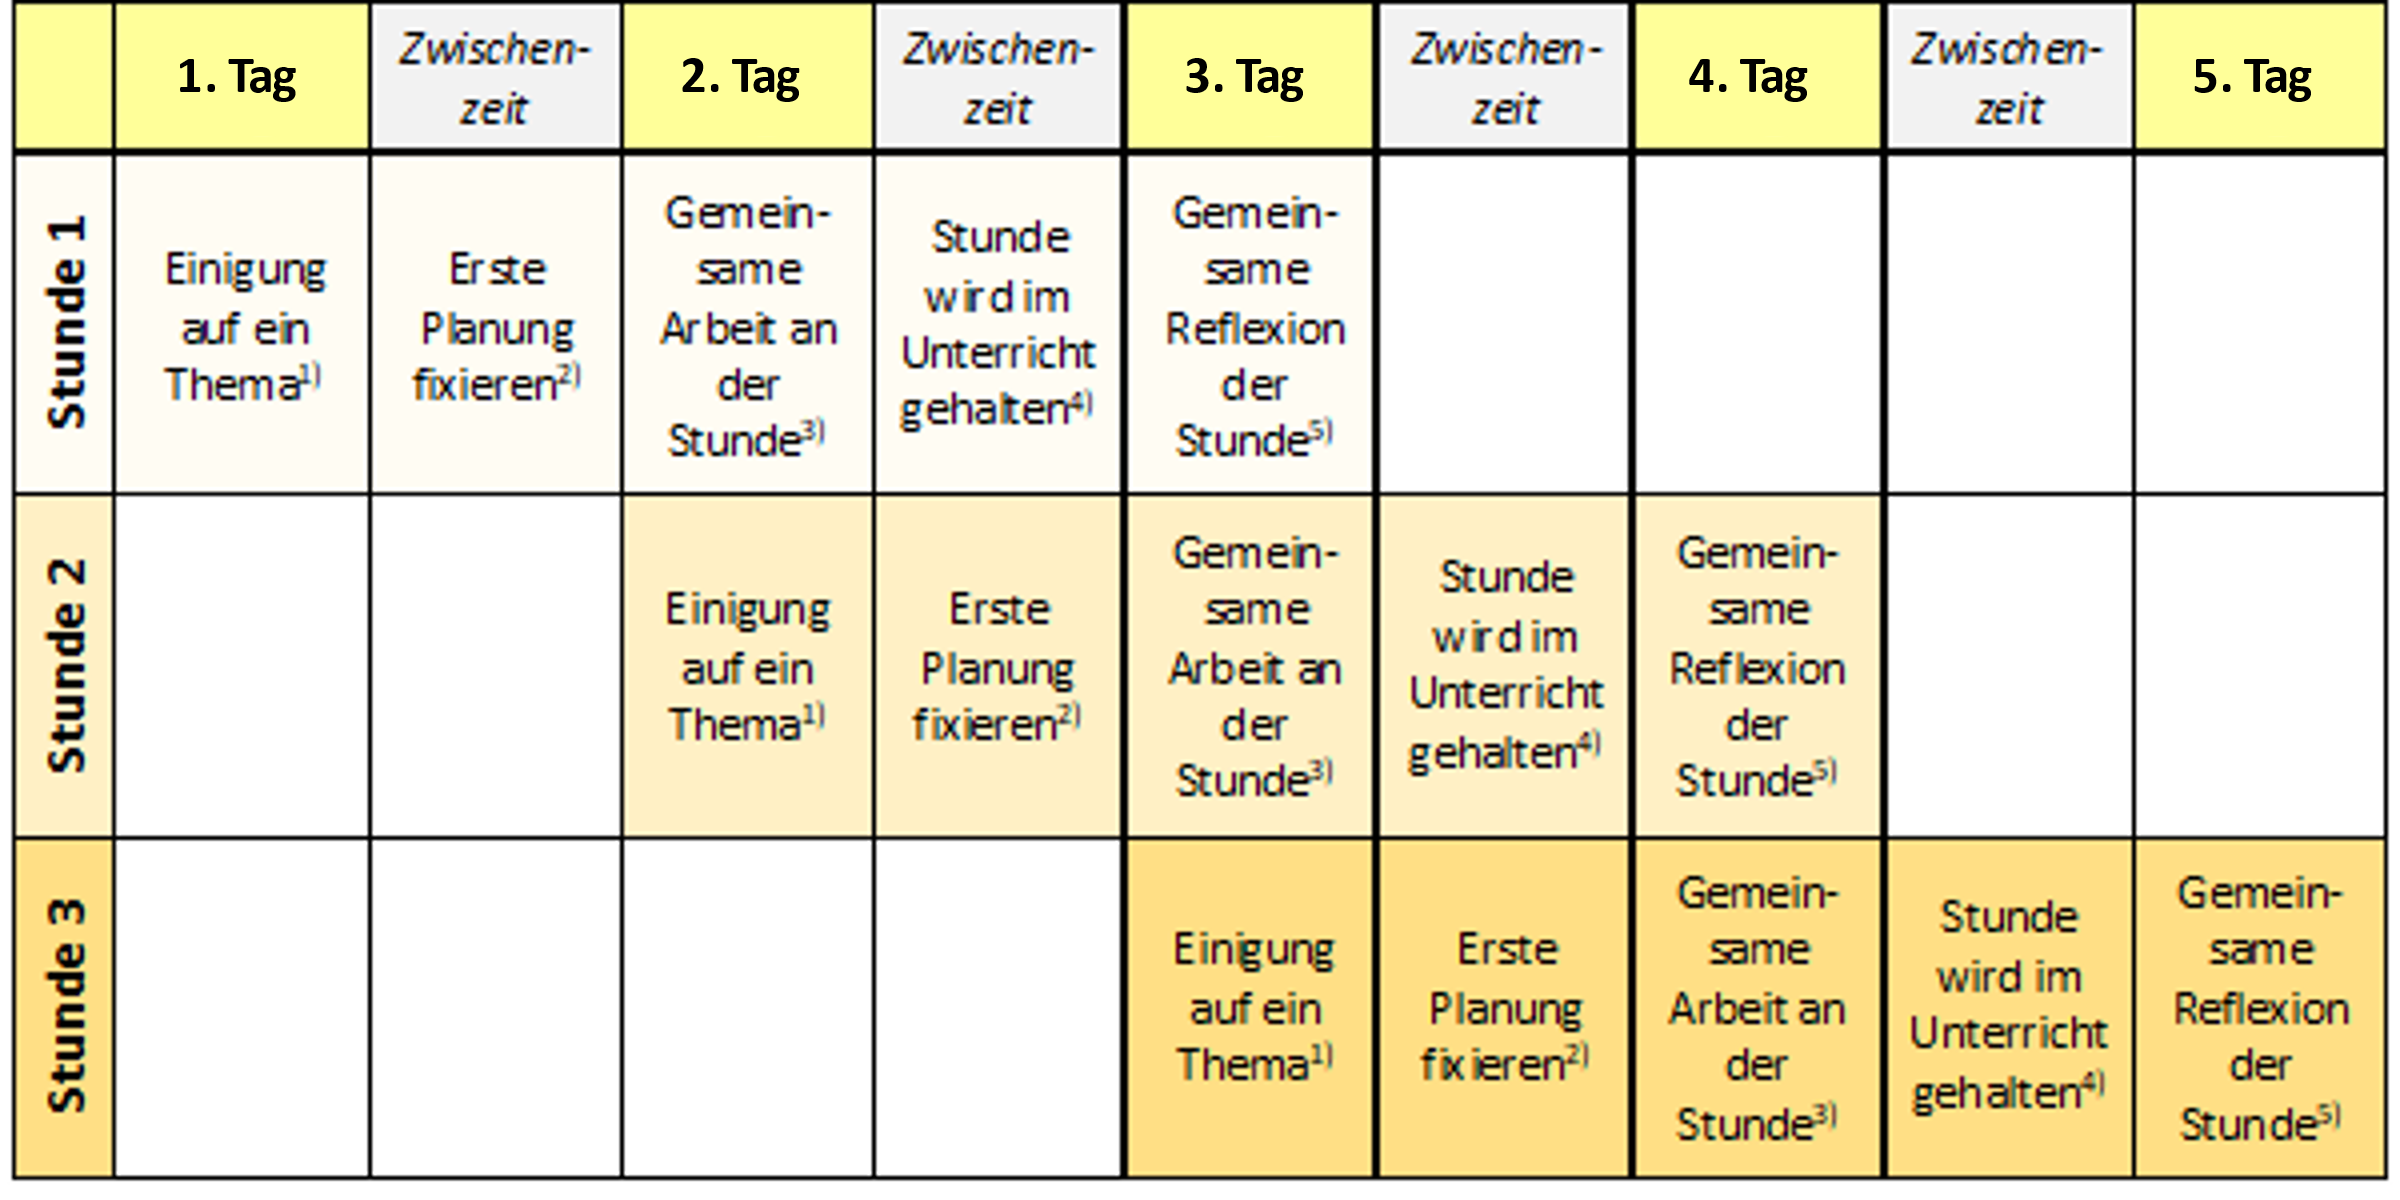 1. Tag
Zwischen-
zeit
2. Tag
Zwischen-
zeit
3. Tag
Zwischen-
zeit
4. Tag
Zwischen-
zeit
5. Tag
Stunde 1
Einigung
auf ein
Thema¹⁾
Erste
Planung
fixieren²⁾
Gemein-
same
Arbeit an
der
Stunde³⁾
Stunde
wird im
Unterricht
gehalten⁴⁾
Gemein-
same
Reflexion
der
Stunde⁵⁾
Stunde 2
Einigung
auf ein
Thema¹⁾
Erste
Planung
fixieren²⁾
Gemein-
same
Arbeit an
der
Stunde³⁾
Stunde
wird im
Unterricht
gehalten⁴⁾
Gemein-
same
Reflexion
der
Stunde⁵⁾
Stunde 3
Einigung
auf ein
Thema¹⁾
Erste
Planung
fixieren²⁾
Gemein-
same
Arbeit an
der
Stunde³⁾
Stunde
wird im
Unterricht
gehalten⁴⁾
Gemein-
same
Reflexion
der
Stunde⁵⁾